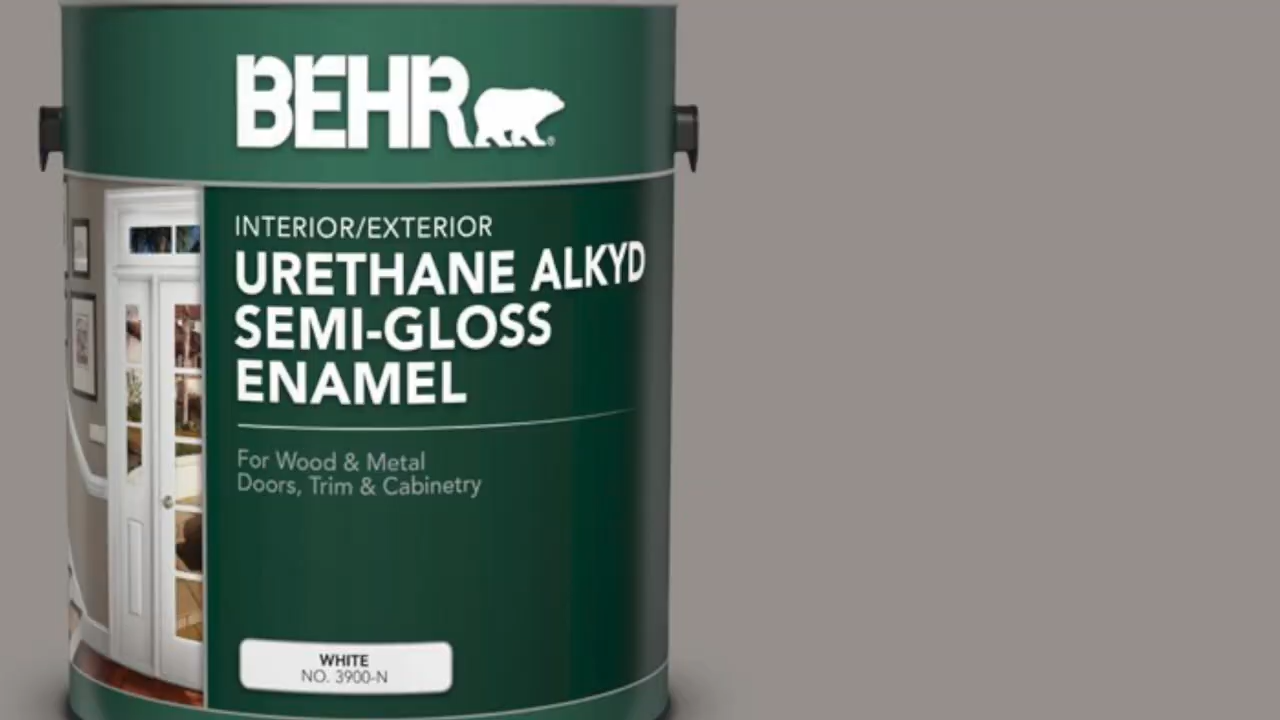 BEHR®
INTERIOR/EXTERIOR
URETHANE ALKYD
SEMI-GLOSS
ENAMEL
For Wood & Metal
Doors, Trim & Cabinetry
WHITE
NO. 3900-N